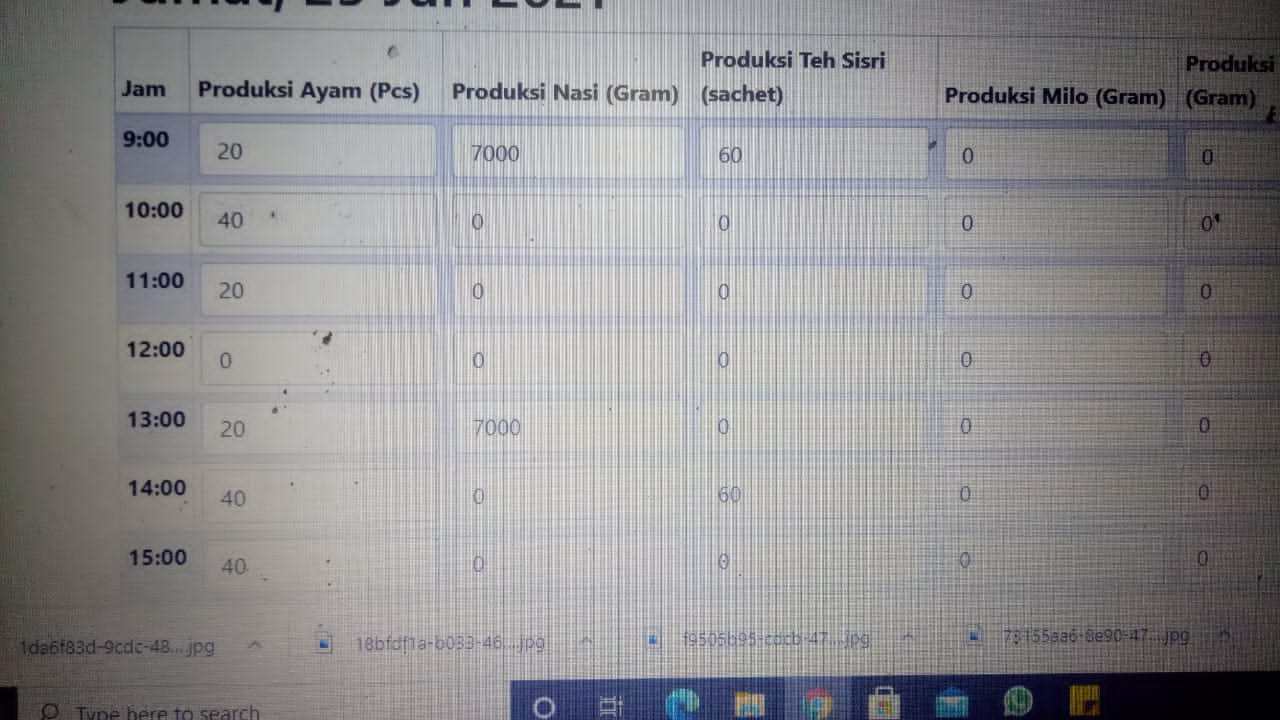 2021
Produksi Teh Sisri
Produksi
Jam Produksi Ayam (Pcs) Produksi Nasi (Gram) (sachet) Produksi Milo (Gram) (Gram)
9:00 20 7000 60 0 0
10:00 40 0 0 0 0
11:00 20 0 0 0 0
12:00 0 0 0 0 0
13:00 20 7000 0 0 0
14:00 40 0 60 0 0
15:00 40 0 0 0 0
1da6f83d-9cdc-48....jpg 18bfdf1a-b033-46....jpg f9505b95-cdcb-47....jpg 73155aa6-8e90-47....jpg
Type here to search